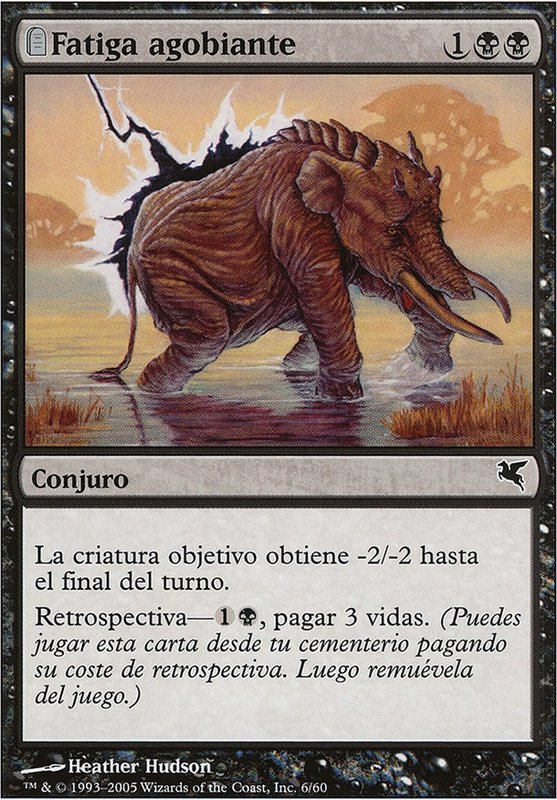 Fatiga agobiante 1
Conjuro
La criatura objetivo obtiene -2/-2 hasta
el final del turno.
Retrospectiva—1, pagar 3 vidas. (Puedes
jugar esta carta desde tu cementerio pagando
su coste de retrospectiva. Luego remuévela
del juego.)
Heather Hudson
™ & © 1993–2005 Wizards of the Coast, Inc. 6/60